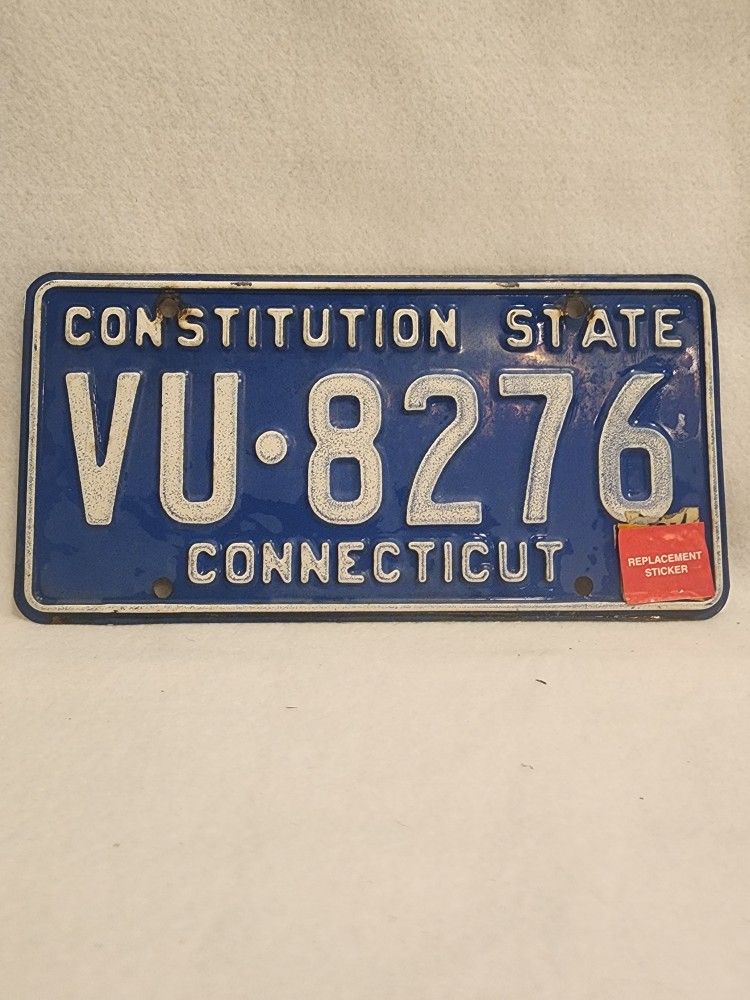 CONSTITUTION STATE
VU·8276
CONNECTICUT
REPLACEMENT
STICKER